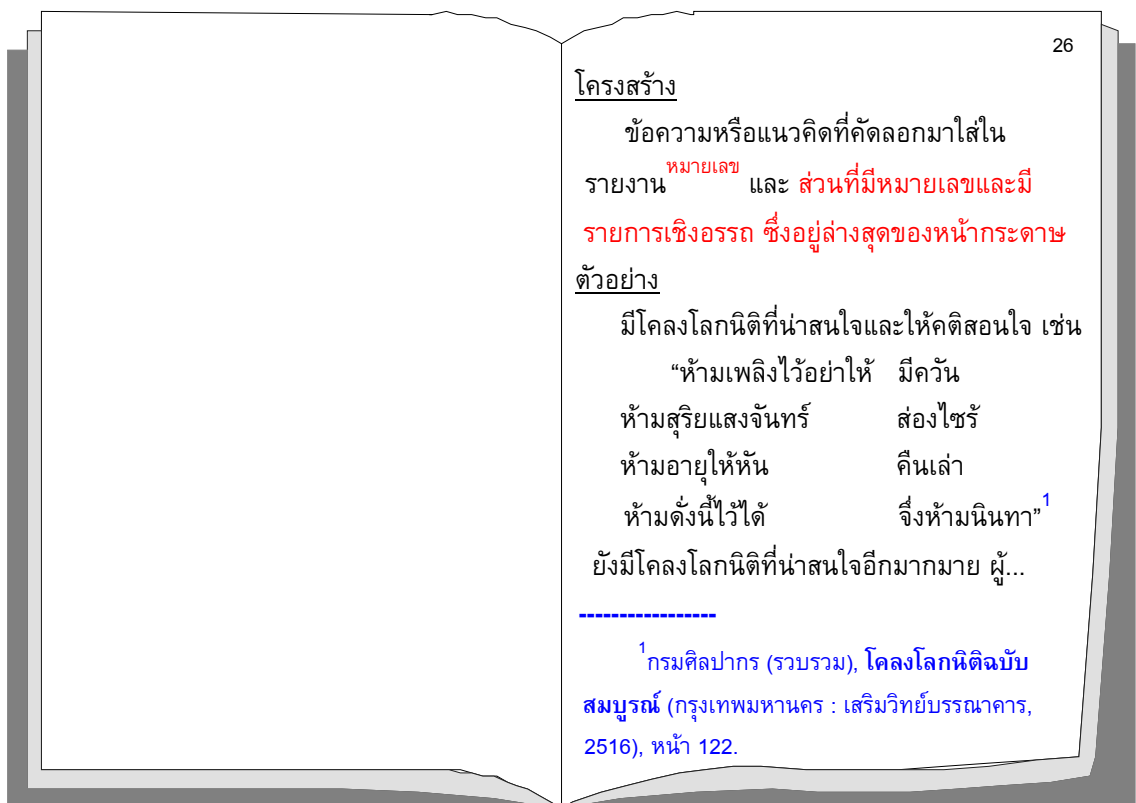 26
โครงสร้าง
ข้อความหรือแนวคิดที่คัดลอกมาใส่ใน
รายงานหมายเลข และ ส่วนที่มีหมายเลขและมี
รายการเชิงอรรถ ซึ่งอยู่ล่างสุดของหน้ากระดาษ
ตัวอย่าง
มีโคลงโลกนิติที่น่าสนใจและให้คติสอนใจ เช่น
“ห้ามเพลิงไว้อย่าให้ มีควัน
ห้ามสุริยแสงจันทร์ ส่องไซร้
ห้ามอายุให้หัน คืนเล่า
ห้ามดั่งนี้ไว้ได้ จึ่งห้ามนินทา”1
ยังมีโคลงโลกนิติที่น่าสนใจอีกมากมาย ผู้...
-----------------
1กรมศิลปากร (รวบรวม), โคลงโลกนิติฉบับ
สมบูรณ์ (กรุงเทพมหานคร : เสริมวิทย์บรรณาคาร,
2516), หน้า 122.